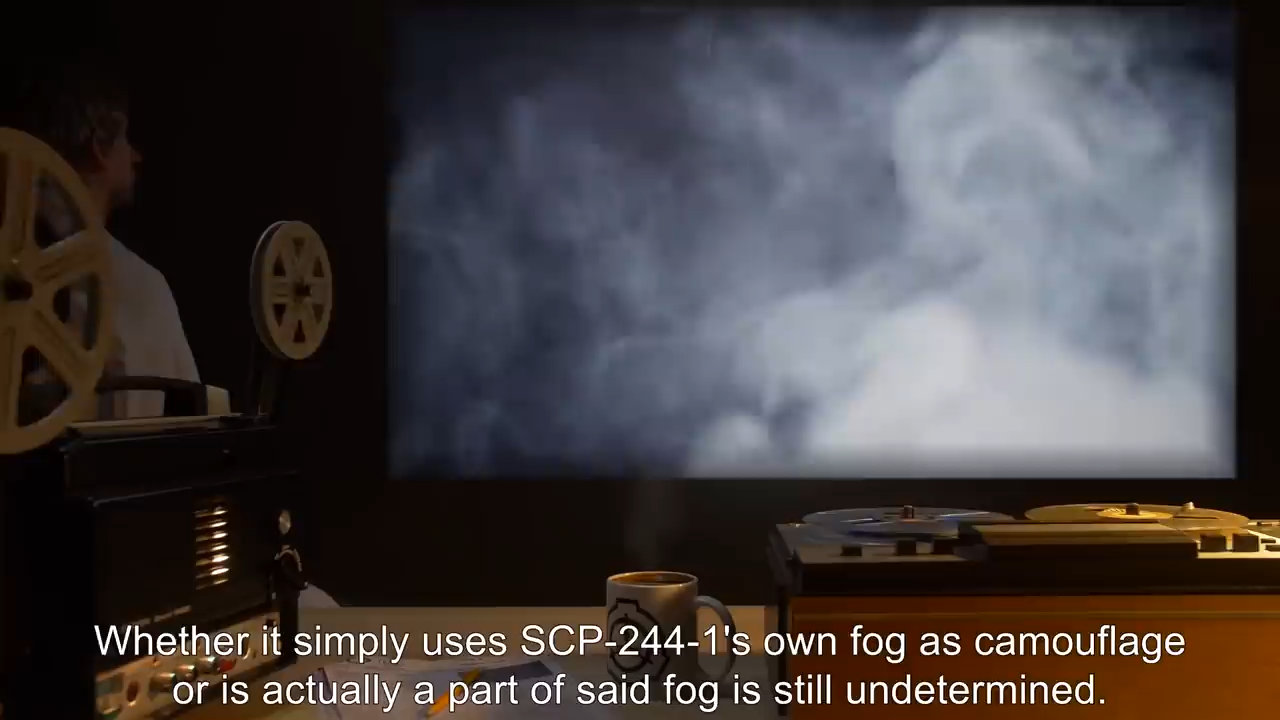 Whether it simply uses SCP-244-1's own fog as camouflage
or is actually a part of said fog is still undetermined.